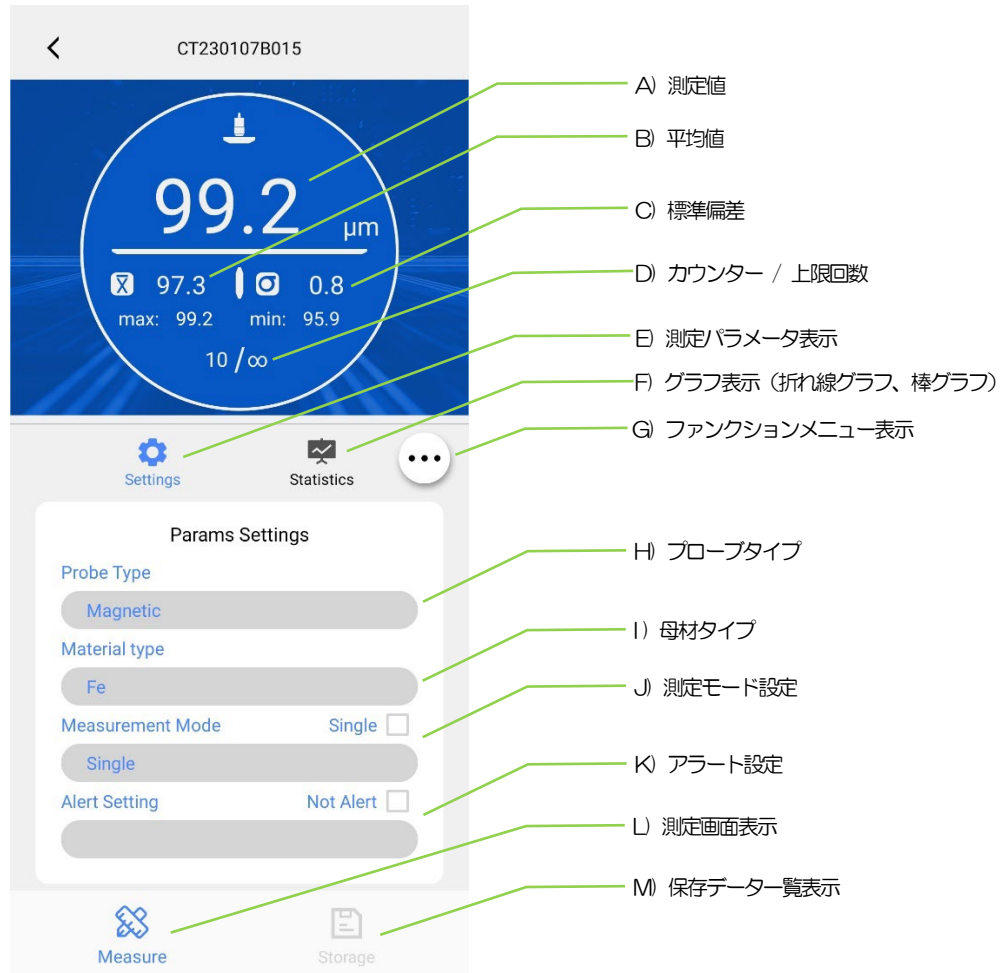 CT230107B015
99.2 μm
X 97.3 σ 0.8
max: 99.2 min: 95.9
10 / ∞
Settings
Statistics
Params Settings
Probe Type
Magnetic
Material type
Fe
Measurement Mode Single
Single
Alert Setting Not Alert
Measure
Storage
A) 測定値
B) 平均値
C) 標準偏差
D) カウンター / 上限回数
E) 測定パラメータ表示
F) グラフ表示（折れ線グラフ、棒グラフ）
G) ファンクションメニュー表示
H) プローブタイプ
I) 母材タイプ
J) 測定モード設定
K) アラート設定
L) 測定画面表示
M) 保存データ一覧表示